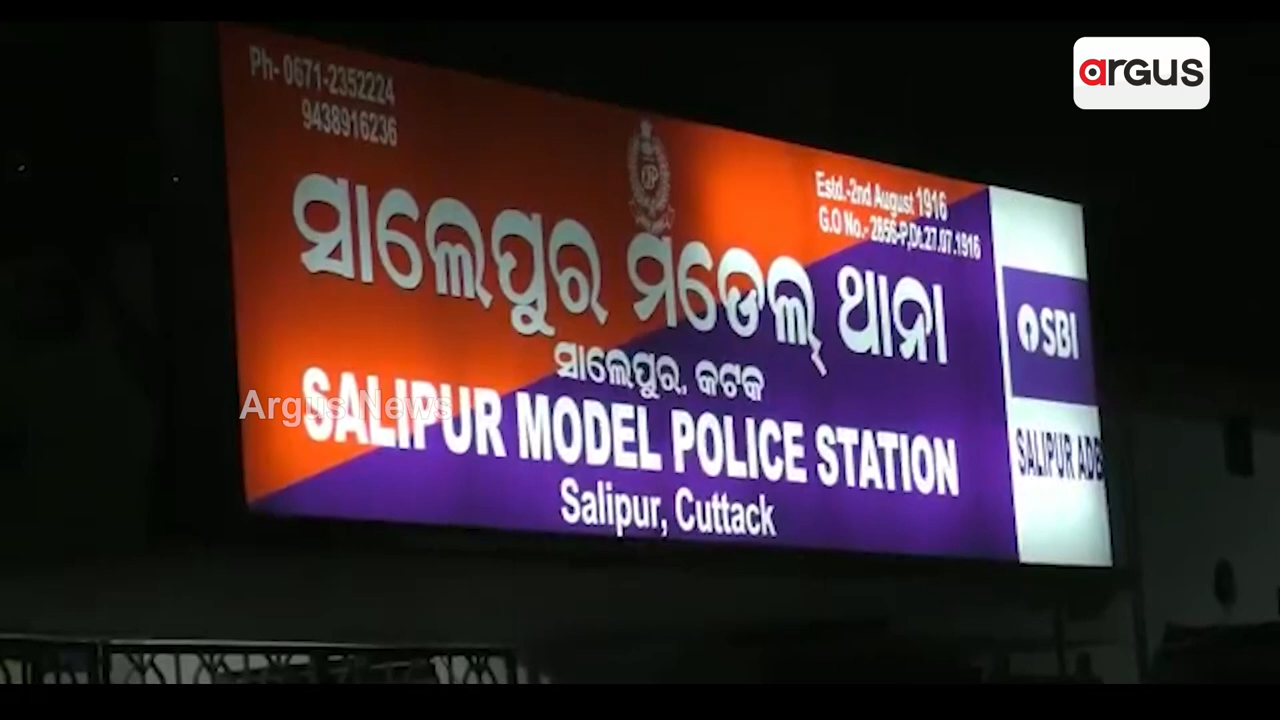 argus
Ph- 0671-2352224
9438916236
OP
Estd.-2nd August 1916
G.O No.- 2856-P,Dt.27.07.1916
ସାଲେପୁର ମଡେଲ୍ ଥାନା
ସାଲେପୁର, କଟକ
SALIPUR MODEL POLICE STATION
Salipur, Cuttack
SBI
SALIPUR ADB
Argus News